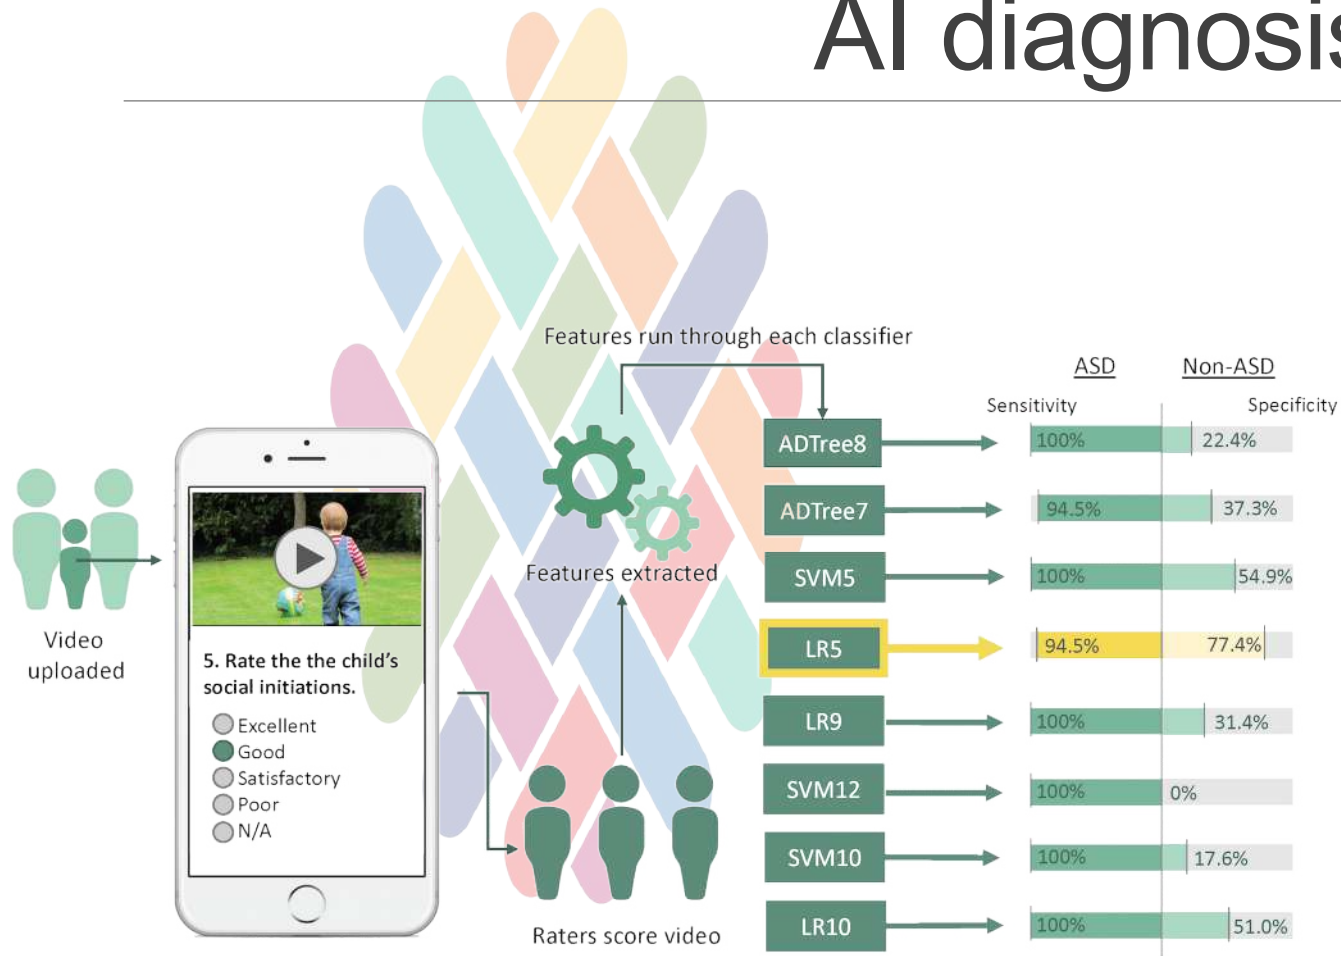 AI diagnosis
Features run through each classifier
ASD
Non-ASD
Sensitivity
Specificity
ADTree8
100%
22.4%
ADTree7
94.5%
37.3%
Features extracted
SVM5
100%
54.9%
Video
uploaded
5. Rate the the child's
social initiations.
Excellent
Good
Satisfactory
Poor
N/A
LR5
94.5%
77.4%
LR9
100%
31.4%
SVM12
100%
0%
SVM10
100%
17.6%
LR10
100%
51.0%
Raters score video